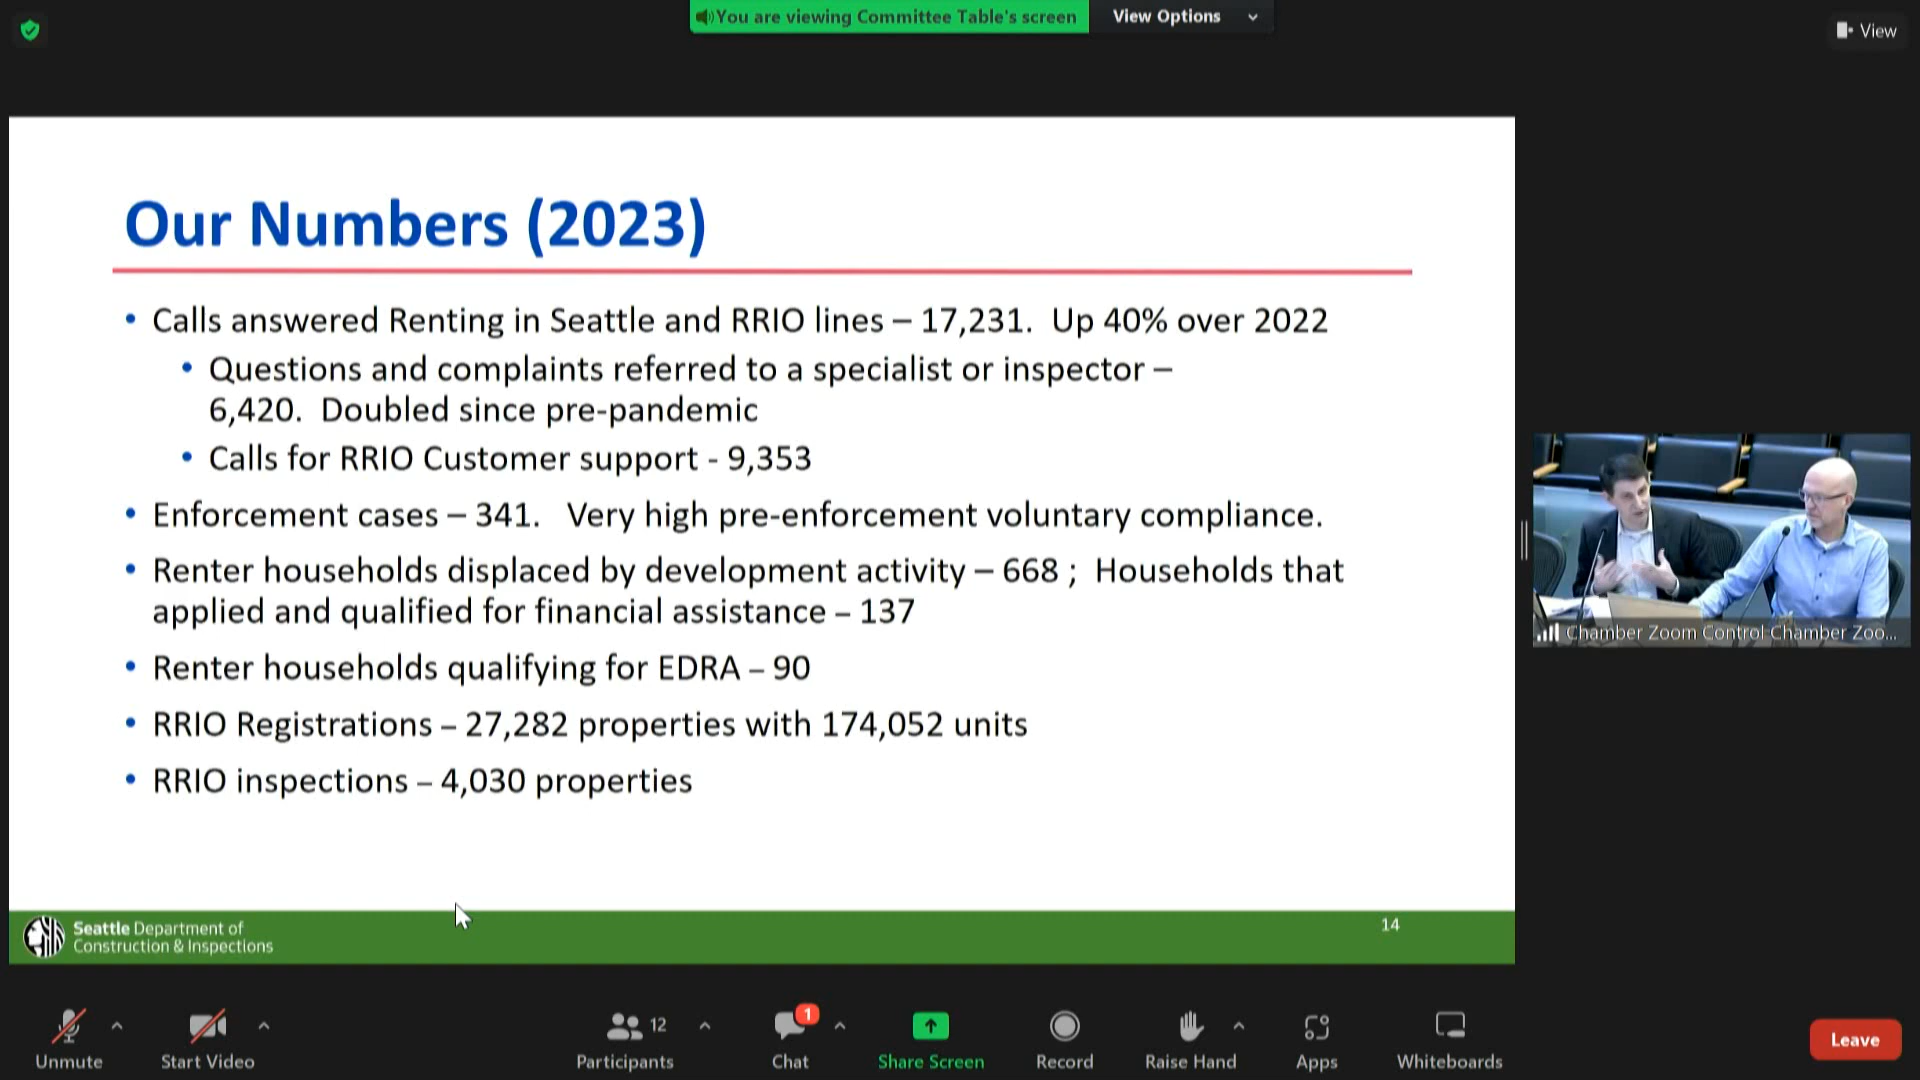 You are viewing Committee Table's screen
View Options
View
Our Numbers (2023)
• Calls answered Renting in Seattle and RRIO lines – 17,231.  Up 40% over 2022
• Questions and complaints referred to a specialist or inspector –
6,420.  Doubled since pre-pandemic
• Calls for RRIO Customer support - 9,353
• Enforcement cases – 341.   Very high pre-enforcement voluntary compliance.
• Renter households displaced by development activity – 668 ;  Households that
applied and qualified for financial assistance – 137
• Renter households qualifying for EDRA – 90
• RRIO Registrations – 27,282 properties with 174,052 units
• RRIO inspections – 4,030 properties
Chamber Zoom Control Chamber Zoo...
Seattle Department of
Construction & Inspections
14
Unmute
Start Video
12
Participants
1
Chat
Share Screen
Record
Raise Hand
Apps
Whiteboards
Leave